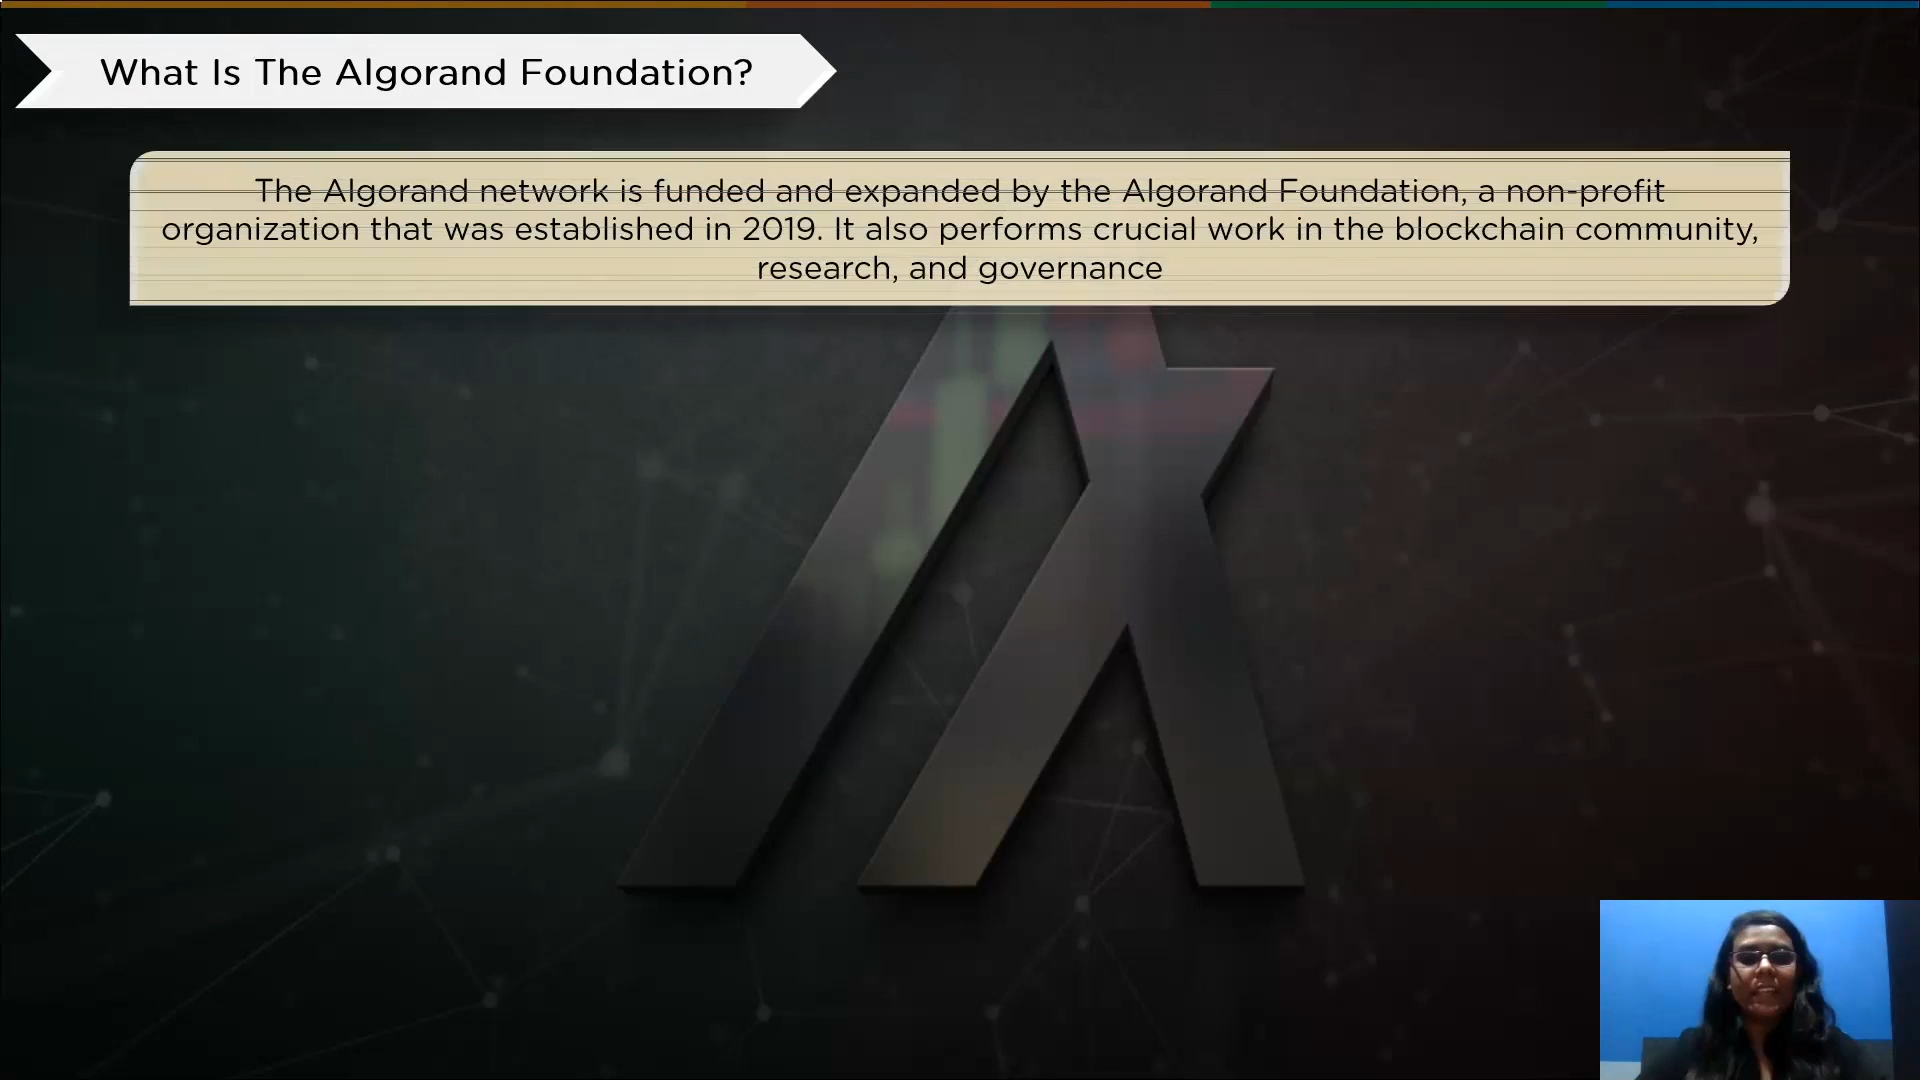 What Is The Algorand Foundation?
The Algorand network is funded and expanded by the Algorand Foundation, a non-profit
organization that was established in 2019. It also performs crucial work in the blockchain community,
research, and governance